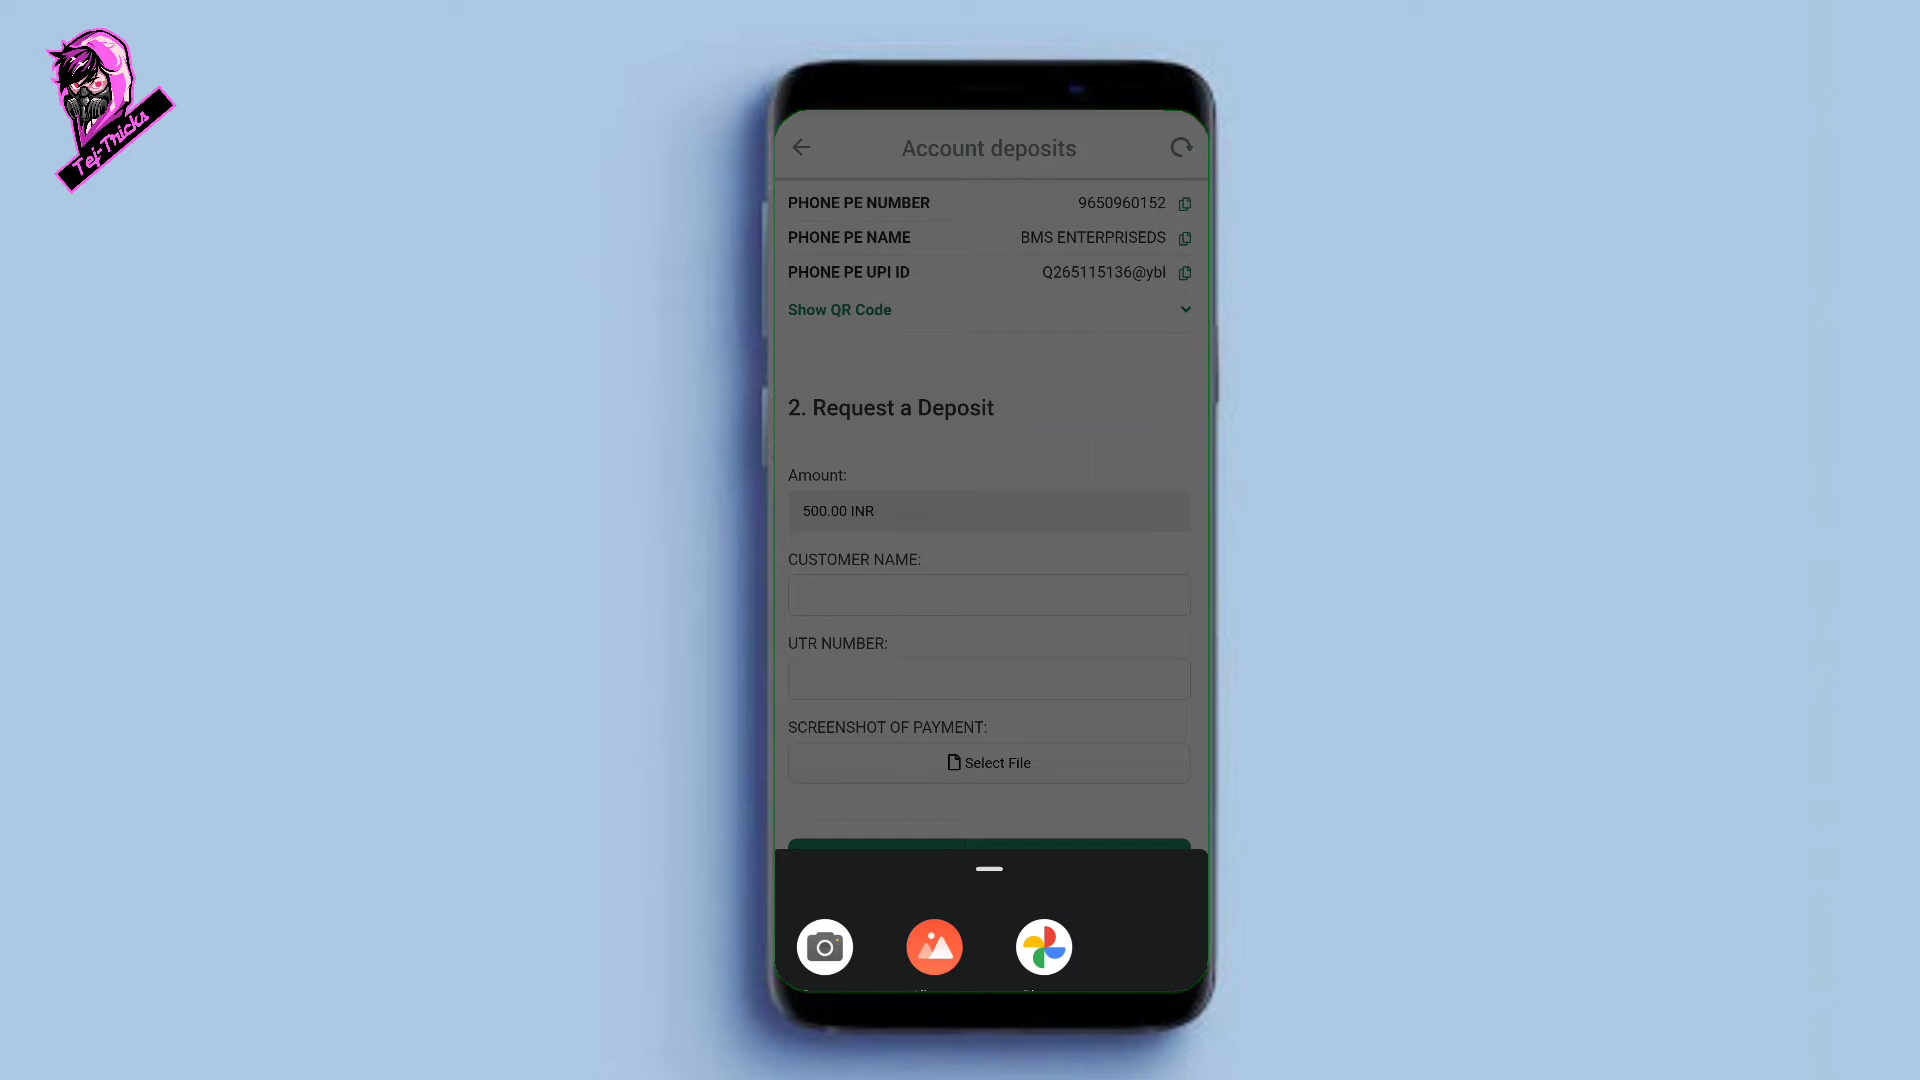 Tej-Tricks
Account deposits
PHONE PE NUMBER 9650960152
PHONE PE NAME BMS ENTERPRISEDS
PHONE PE UPI ID Q265115136@ybl
Show QR Code
2. Request a Deposit
Amount:
500.00 INR
CUSTOMER NAME:
UTR NUMBER:
SCREENSHOT OF PAYMENT:
Select File